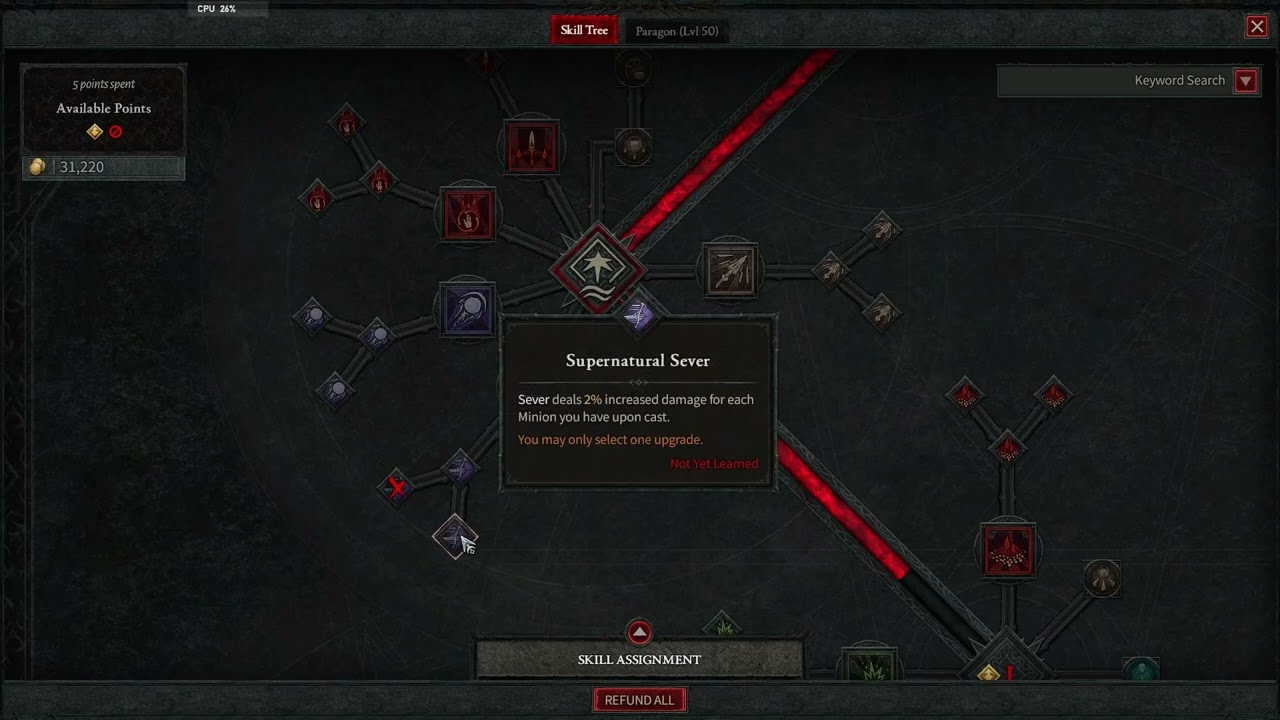 CPU 26%
Skill Tree
Paragon (Lvl 50)
5 points spent
Available Points
31,220
Keyword Search
Supernatural Sever
Sever deals 2% increased damage for each
Minion you have upon cast.
You may only select one upgrade.
Not Yet Learned
SKILL ASSIGNMENT
REFUND ALL